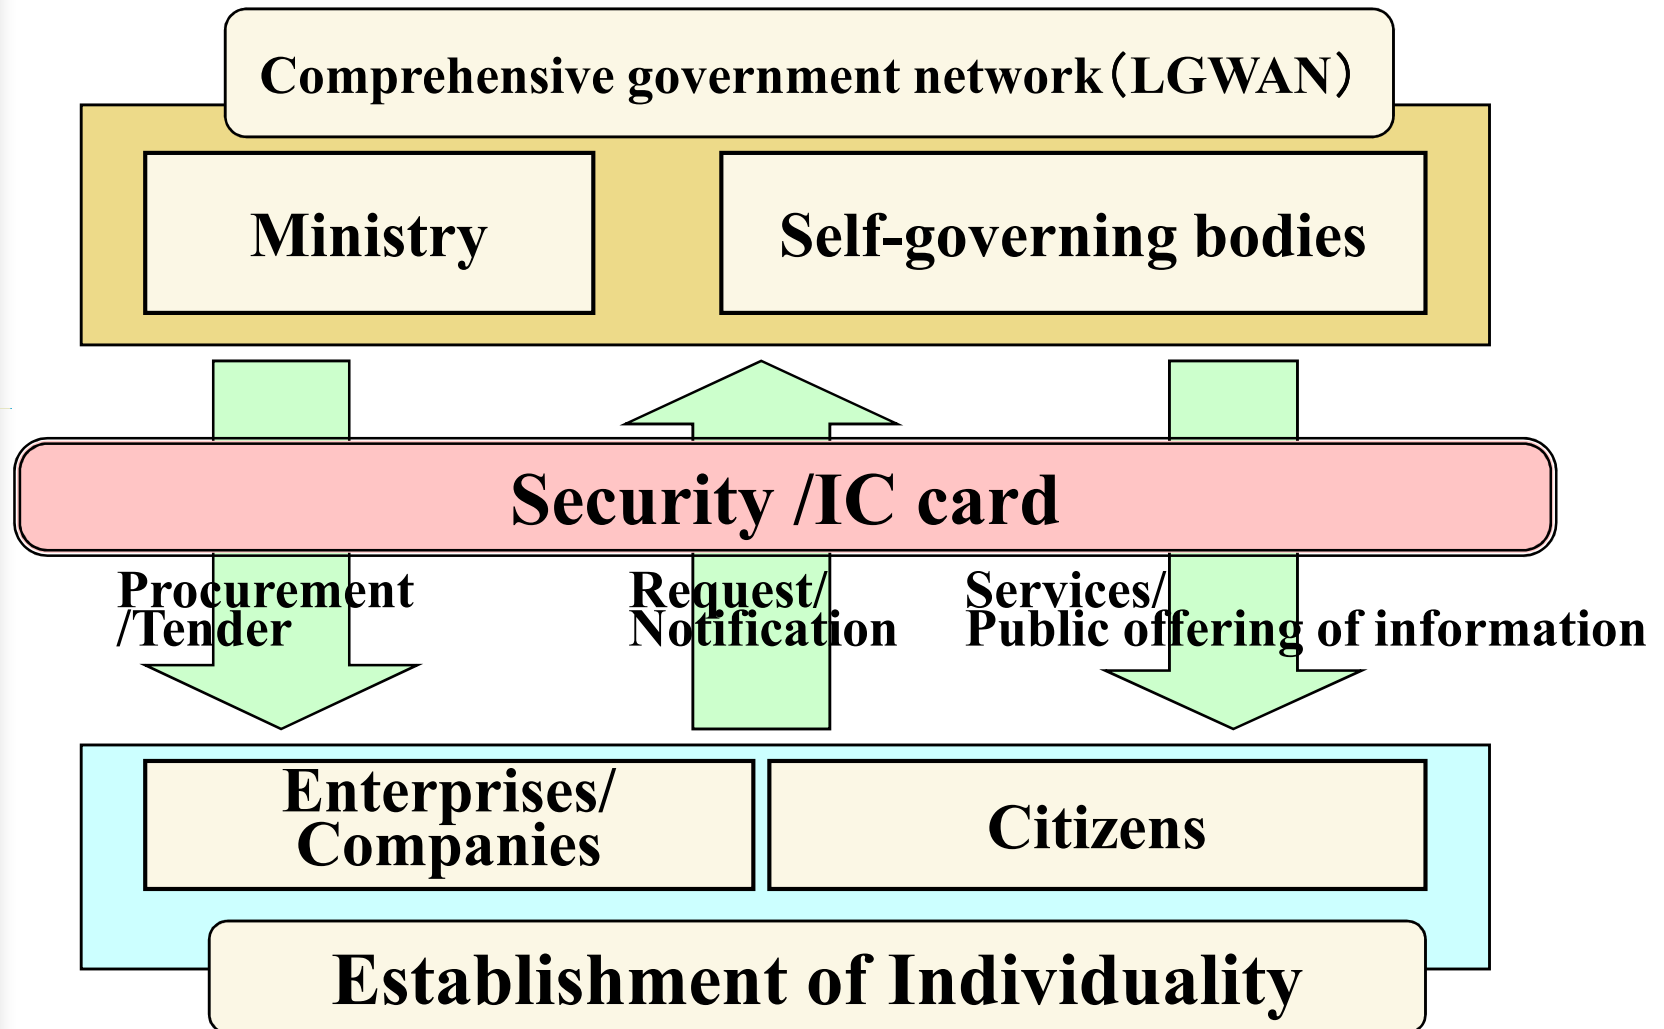 Comprehensive government network（LGWAN）
Ministry
Self-governing bodies
Security /IC card
Procurement
/Tender
Request/
Notification
Services/
Public offering of information
Enterprises/
Companies
Citizens
Establishment of Individuality